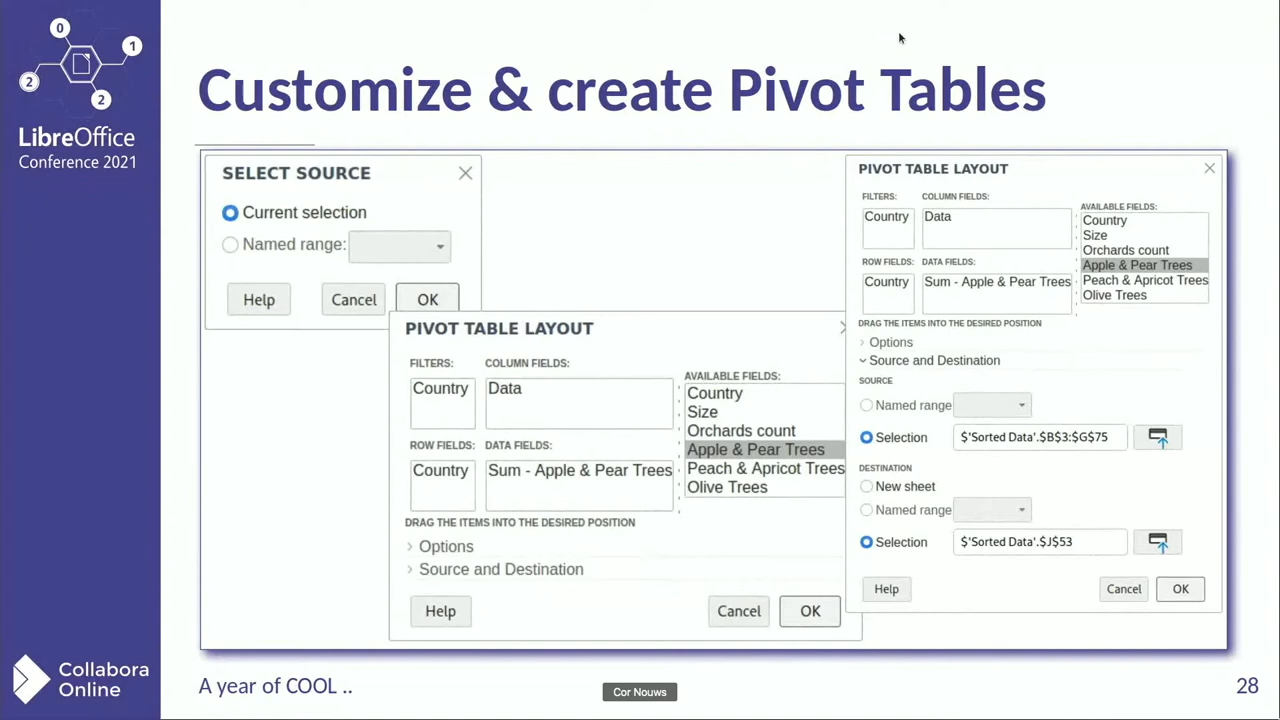 0
1
2
2
LibreOffice
Conference 2021
Customize & create Pivot Tables
SELECT SOURCE
Current selection
Named range:
Help Cancel OK
PIVOT TABLE LAYOUT
FILTERS: COLUMN FIELDS:
AVAILABLE FIELDS:
Country Data
Country
Size
Orchards count
Apple & Pear Trees
Peach & Apricot Trees
Olive Trees
ROW FIELDS: DATA FIELDS:
Country Sum - Apple & Pear Trees
DRAG THE ITEMS INTO THE DESIRED POSITION
Options
Source and Destination
Help Cancel OK
PIVOT TABLE LAYOUT
FILTERS: COLUMN FIELDS:
AVAILABLE FIELDS:
Country Data
Country
Size
Orchards count
Apple & Pear Trees
Peach & Apricot Trees
Olive Trees
ROW FIELDS: DATA FIELDS:
Country Sum - Apple & Pear Trees
DRAG THE ITEMS INTO THE DESIRED POSITION
Options
Source and Destination
SOURCE
Named range
Selection $'Sorted Data'.$B$3:$G$75
DESTINATION
New sheet
Named range
Selection $'Sorted Data'.$J$53
Help Cancel OK
Collabora
Online
A year of COOL ..
Cor Nouws
28